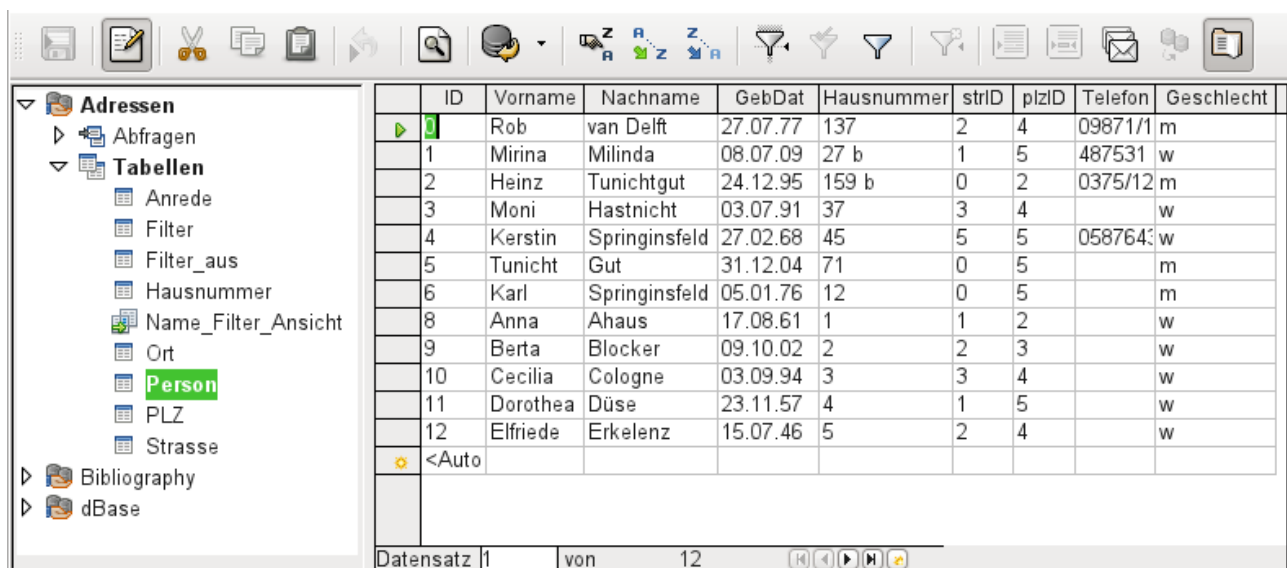 Adressen
Abfragen
Tabellen
Anrede
Filter
Filter_aus
Hausnummer
Name_Filter_Ansicht
Ort
Person
PLZ
Strasse
Bibliography
dBase
ID Vorname Nachname GebDat Hausnummer strID plzID Telefon Geschlecht
0 Rob van Delft 27.07.77 137 2 4 09871/1 m
1 Mirina Milinda 08.07.09 27 b 1 5 487531 w
2 Heinz Tunichtgut 24.12.95 159 b 0 2 0375/12 m
3 Moni Hastnicht 03.07.91 37 3 4 w
4 Kerstin Springinsfeld 27.02.68 45 5 5 058764 w
5 Tunicht Gut 31.12.04 71 0 5 m
6 Karl Springinsfeld 05.01.76 12 0 5 m
8 Anna Ahaus 17.08.61 1 1 2 w
9 Berta Blocker 09.10.02 2 2 3 w
10 Cecilia Cologne 03.09.94 3 3 4 w
11 Dorothea Düse 23.11.57 4 1 5 w
12 Elfriede Erkelenz 15.07.46 5 2 4 w
<Auto
Datensatz 1 von 12